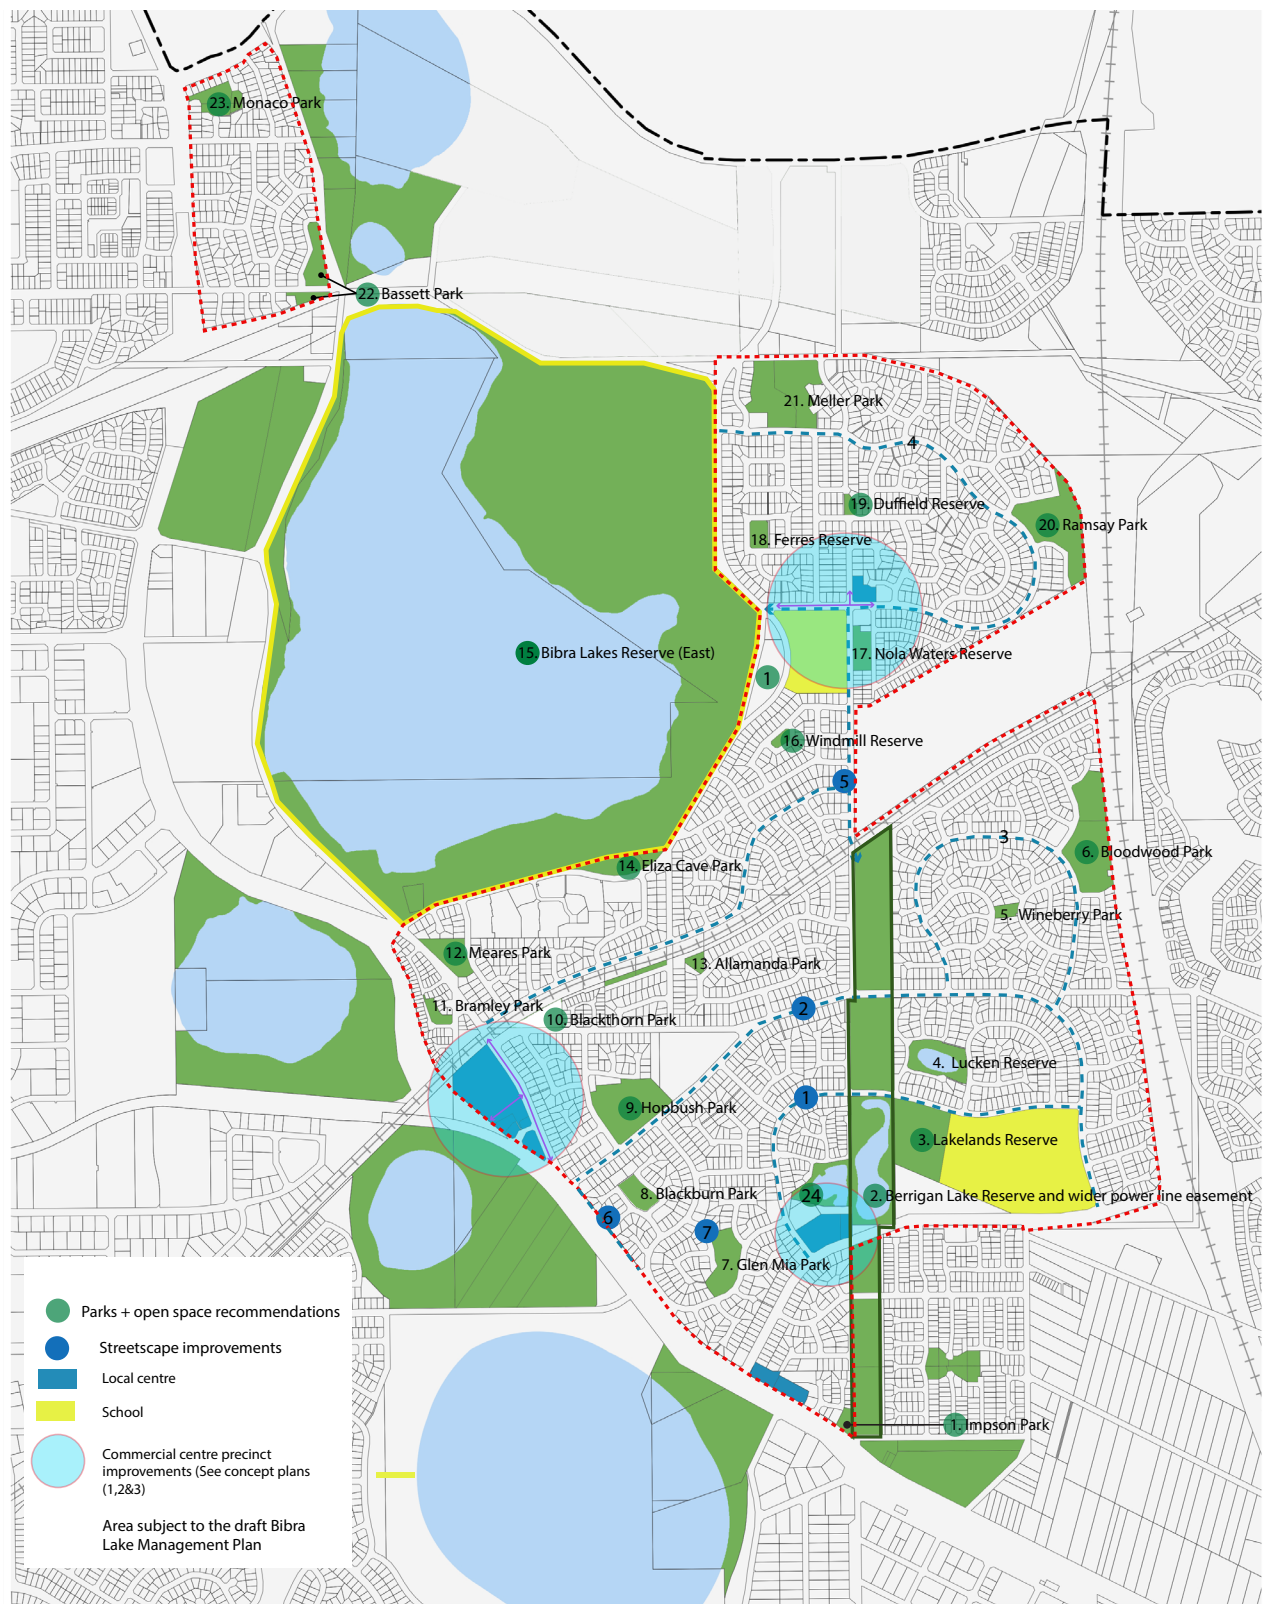 23. Monaco Park
22. Bassett Park
21. Meller Park
4
19. Duffield Reserve
20. Ramsay Park
18. Ferres Reserve
15. Bibra Lakes Reserve (East)
17. Nola Waters Reserve
1
16. Windmill Reserve
5
3
6. Bloodwood Park
14. Eliza Cave Park
5. Wineberry Park
12. Meares Park
13. Allamanda Park
11. Bramley Park
2
10. Blackthorn Park
4. Lucken Reserve
1
9. Hopbush Park
3. Lakelands Reserve
8. Blackburn Park
24
2. Berrigan Lake Reserve and wider power line easement
6
7
7. Glen Mia Park
Parks + open space recommendations
Streetscape improvements
Local centre
School
Commercial centre precinct
improvements (See concept plans
(1,2&3)
Area subject to the draft Bibra
Lake Management Plan
1. Impson Park